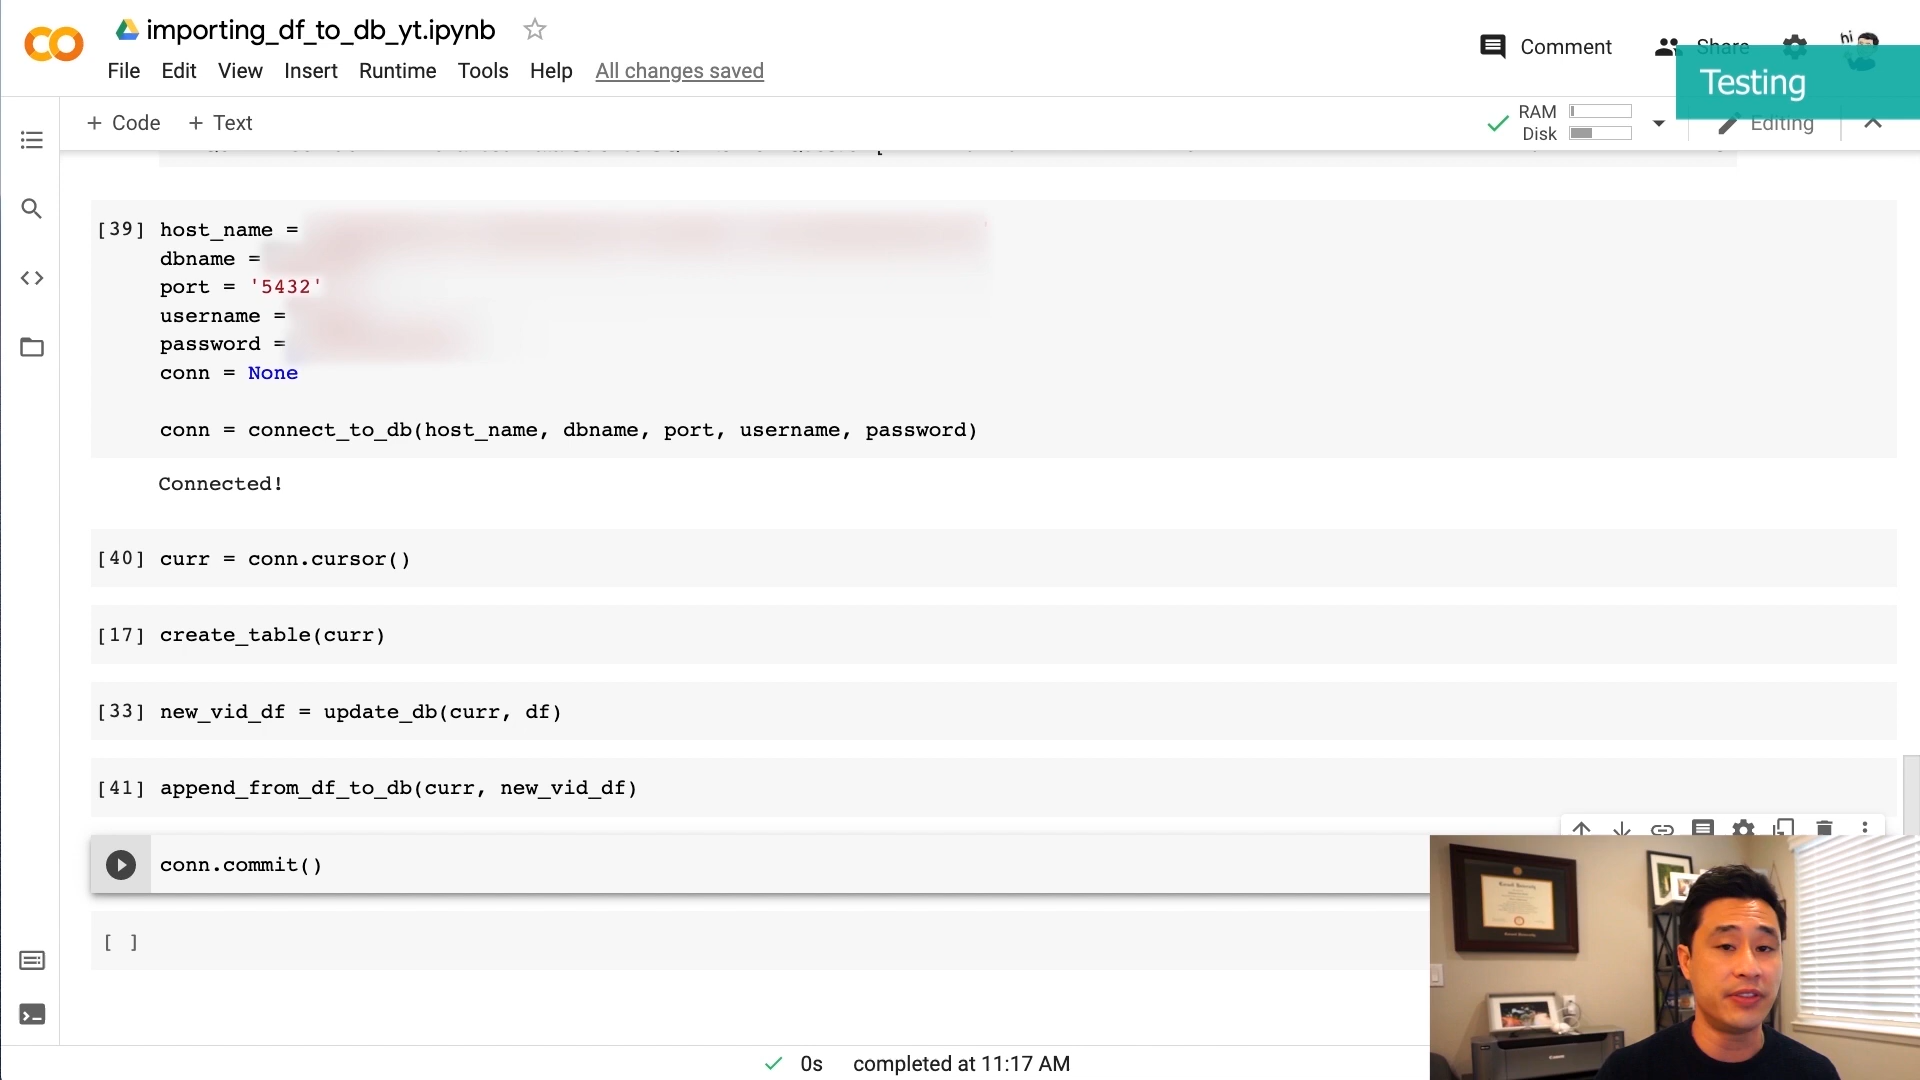 importing_df_to_db_yt.ipynb
File Edit View Insert Runtime Tools Help All changes saved
Comment
Share
hi
Testing
+ Code + Text
RAM
Disk
Editing
[39] host_name =
dbname =
port = '5432'
username =
password =
conn = None
conn = connect_to_db(host_name, dbname, port, username, password)
Connected!
[40] curr = conn.cursor()
[17] create_table(curr)
[33] new_vid_df = update_db(curr, df)
[41] append_from_df_to_db(curr, new_vid_df)
conn.commit()
[ ]
0s completed at 11:17 AM